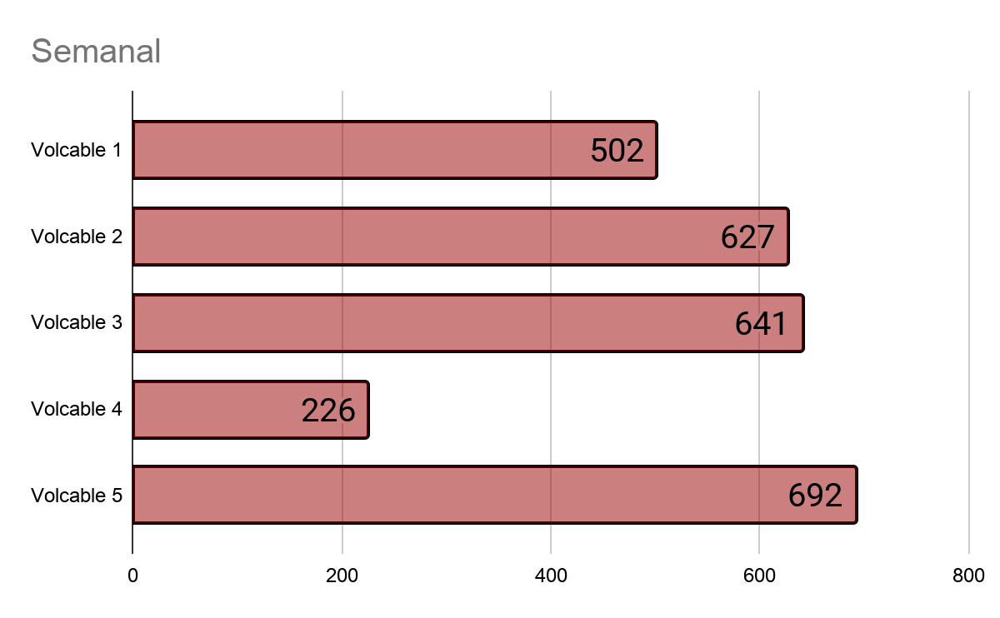 Semanal
Volcable 1 502
Volcable 2 627
Volcable 3 641
Volcable 4 226
Volcable 5 692
0 200 400 600 800